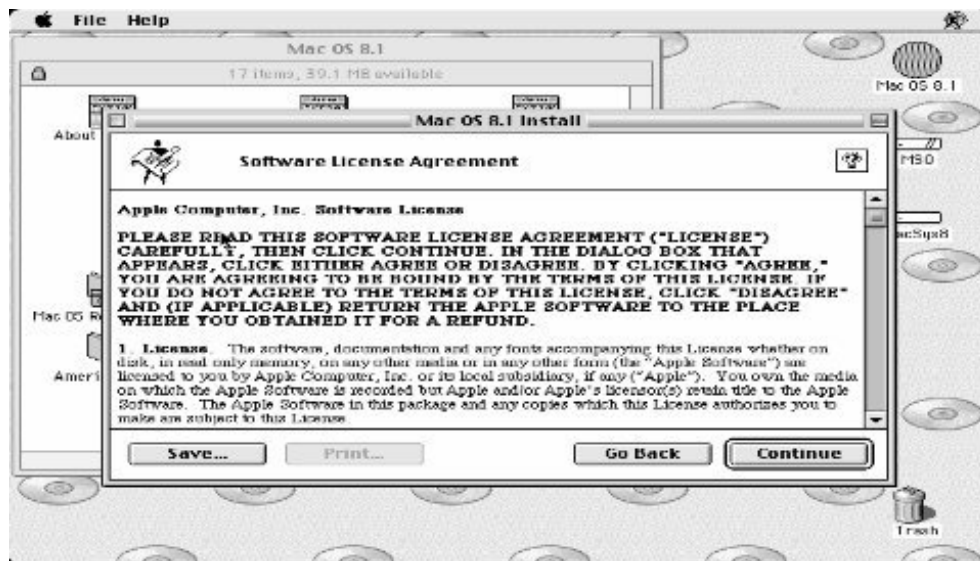 File Help
Mac OS 8.1
17 items, 39.1 MB available
Mac OS 8.1
About
Mac OS 8.1 Install
Software License Agreement
MSO
Apple Computer, Inc. Software License
PLEASE READ THIS SOFTWARE LICENSE AGREEMENT ("LICENSE")
CAREFULLY, THEN CLICK CONTINUE. IN THE DIALOG BOX THAT
APPEARS, CLICK EITHER AGREE OR DISAGREE. BY CLICKING "AGREE,"
YOU ARE AGREEING TO BE BOUND BY THE TERMS OF THIS LICENSE. IF
YOU DO NOT AGREE TO THE TERMS OF THIS LICENSE, CLICK "DISAGREE"
AND (IF APPLICABLE) RETURN THE APPLE SOFTWARE TO THE PLACE
WHERE YOU OBTAINED IT FOR A REFUND.
acSys8
Mac OS R
1. License. The software, documentation and any fonts accompanying this License whether on
disk, in read only memory, on any other media or in any other form (the "Apple Software") are
licensed to you by Apple Computer, Inc. or its local subsidiary, if any ("Apple"). You own the media
on which the Apple Software is recorded but Apple and/or Apple's licensor(s) retain title to the Apple
Software. The Apple Software in this package and any copies which this License authorizes you to
make are subject to this License.
Ameri
Save...
Print...
Go Back
Continue
Trash